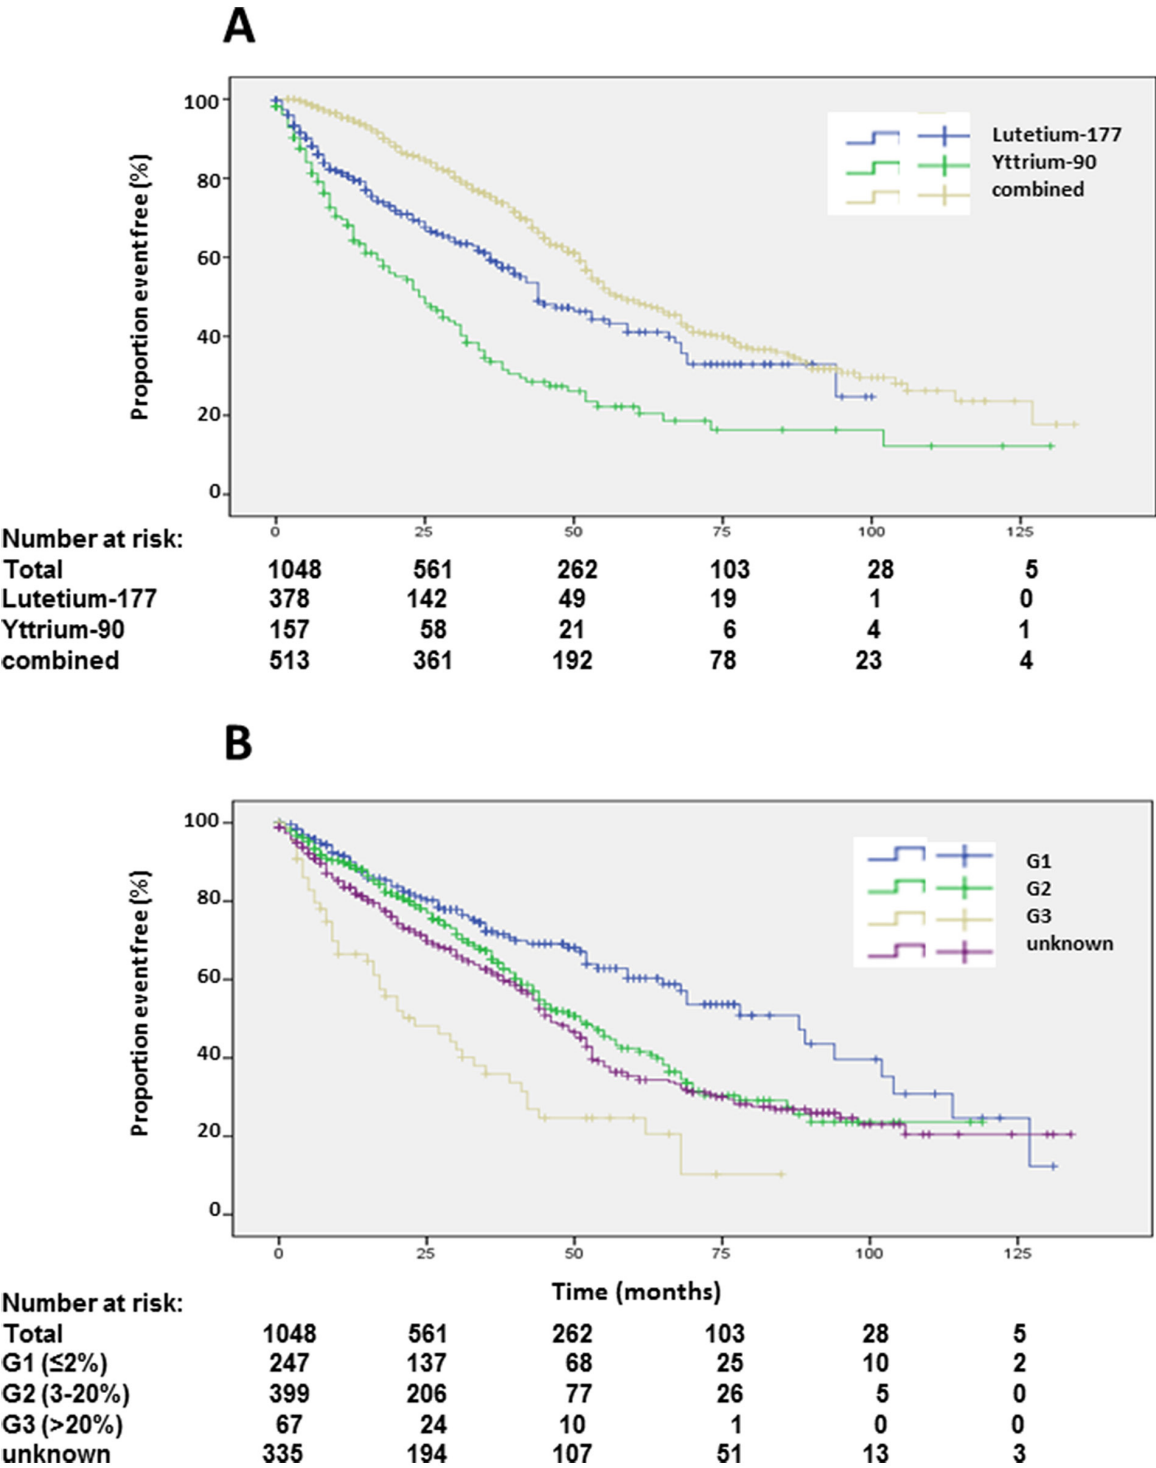 A
Proportion event free (%)
100
80
60
40
20
0
Lutetium-177
Yttrium-90
combined
0 25 50 75 100 125
Number at risk:
Total 1048 561 262 103 28 5
Lutetium-177 378 142 49 19 1 0
Yttrium-90 157 58 21 6 4 1
combined 513 361 192 78 23 4
B
Proportion event free (%)
100
80
60
40
20
0
G1
G2
G3
unknown
0 25 50 75 100 125
Time (months)
Number at risk:
Total 1048 561 262 103 28 5
G1 (≤2%) 247 137 68 25 10 2
G2 (3-20%) 399 206 77 26 5 0
G3 (>20%) 67 24 10 1 0 0
unknown 335 194 107 51 13 3